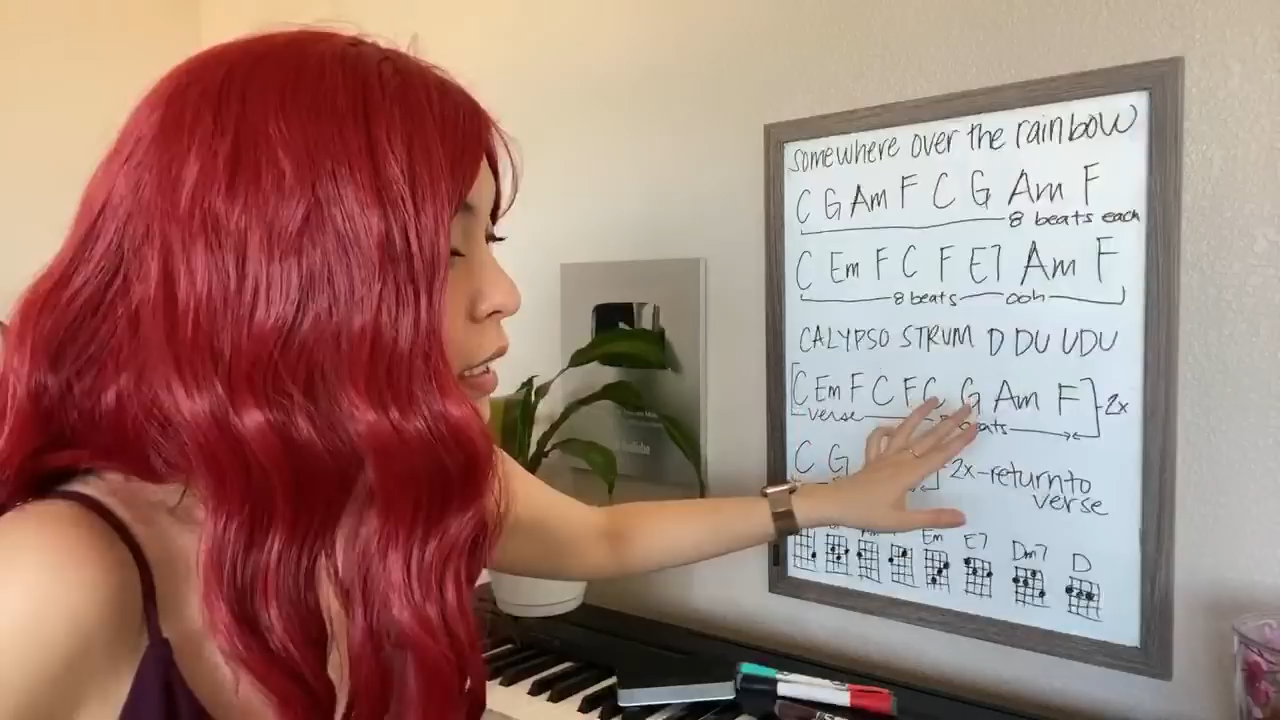 somewhere over the rainbow
C G Am F C G Am F
8 beats each
C Em F C F E7 Am F
8 beats ooh
CALYPSO STRUM D DU UDU
[C Em F C F C G Am F] 2x
verse
C G ] 2x-return to
verse
Em E7 Dm7 D